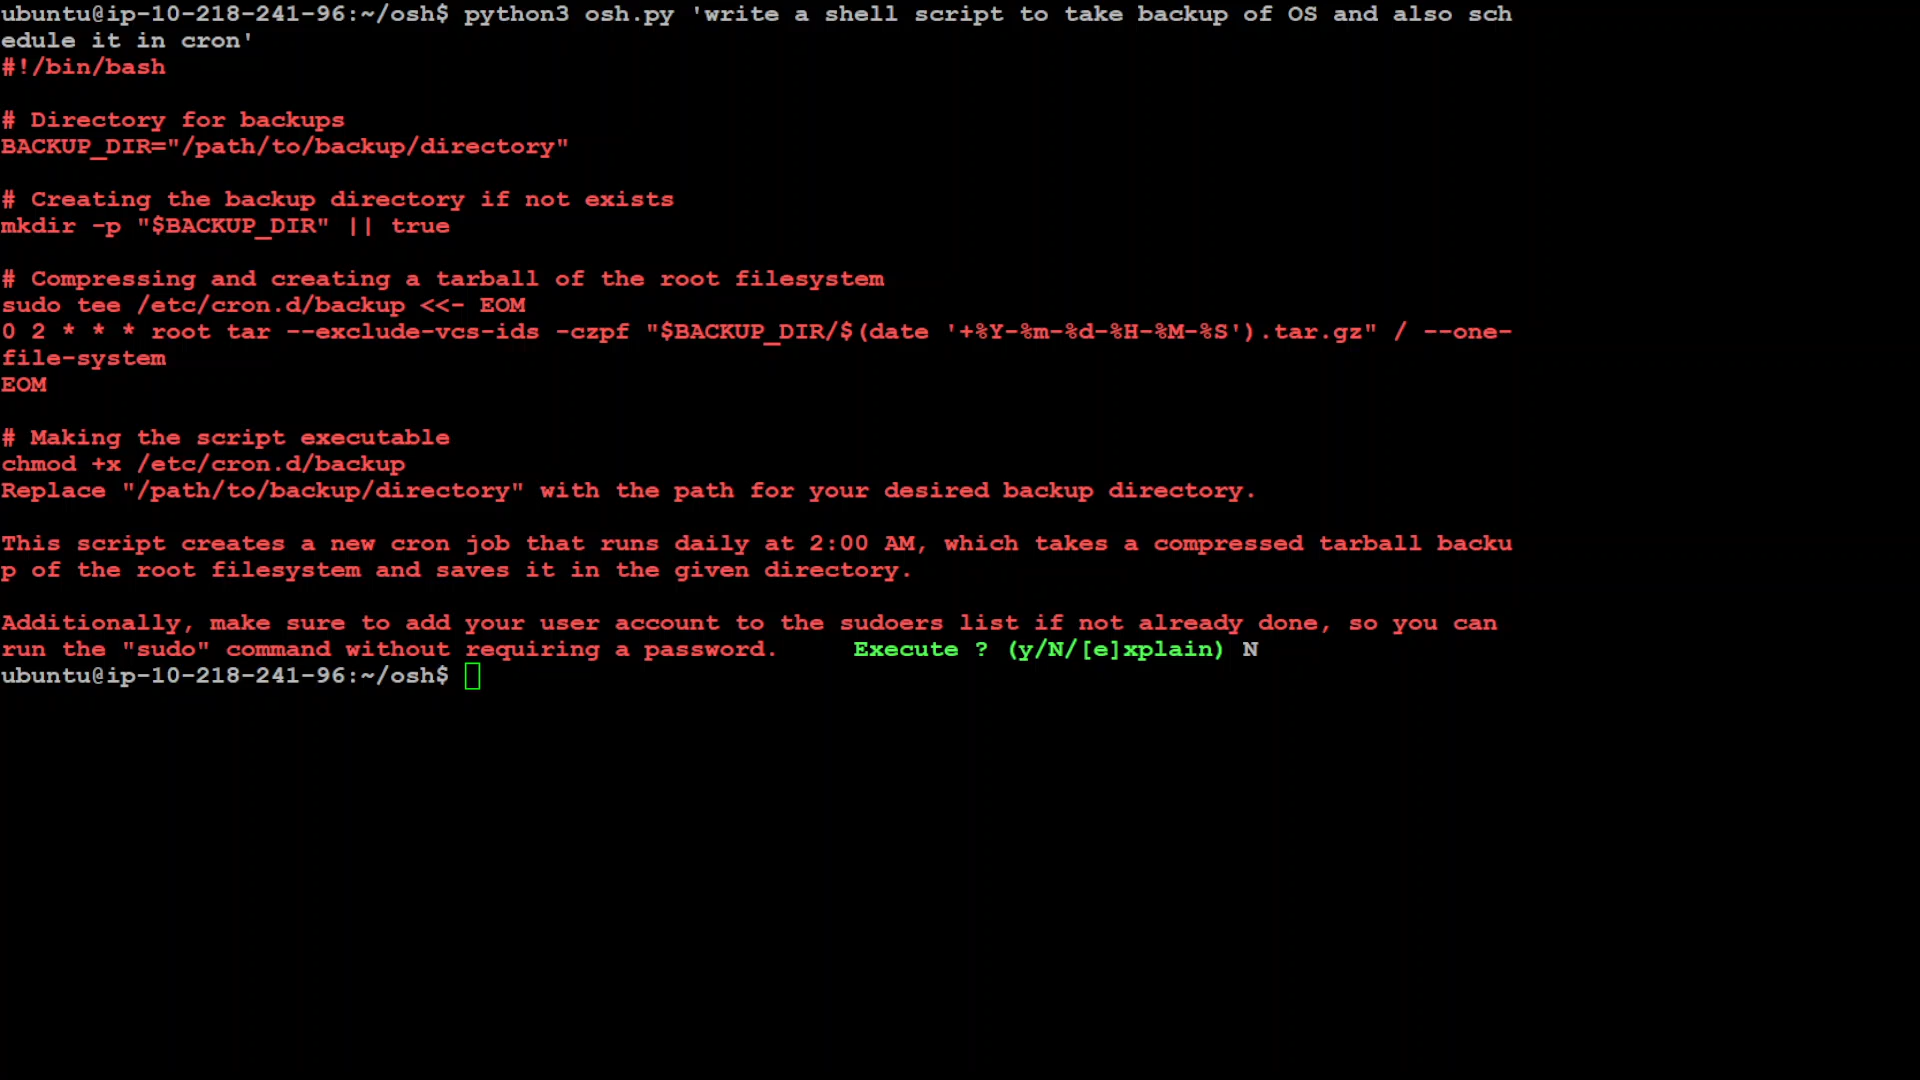 ubuntu@ip-10-218-241-96:~/osh$ python3 osh.py 'write a shell script to take backup of OS and also sch
edule it in cron'
#!/bin/bash
# Directory for backups
BACKUP_DIR="/path/to/backup/directory"
# Creating the backup directory if not exists
mkdir -p "$BACKUP_DIR" || true
# Compressing and creating a tarball of the root filesystem
sudo tee /etc/cron.d/backup <<- EOM
0 2 * * * root tar --exclude-vcs-ids -czpf "$BACKUP_DIR/$(date '+%Y-%m-%d-%H-%M-%S').tar.gz" / --one-
file-system
EOM
# Making the script executable
chmod +x /etc/cron.d/backup
Replace "/path/to/backup/directory" with the path for your desired backup directory.
This script creates a new cron job that runs daily at 2:00 AM, which takes a compressed tarball backu
p of the root filesystem and saves it in the given directory.
Additionally, make sure to add your user account to the sudoers list if not already done, so you can
run the "sudo" command without requiring a password.     Execute ? (y/N/[e]xplain) N
ubuntu@ip-10-218-241-96:~/osh$